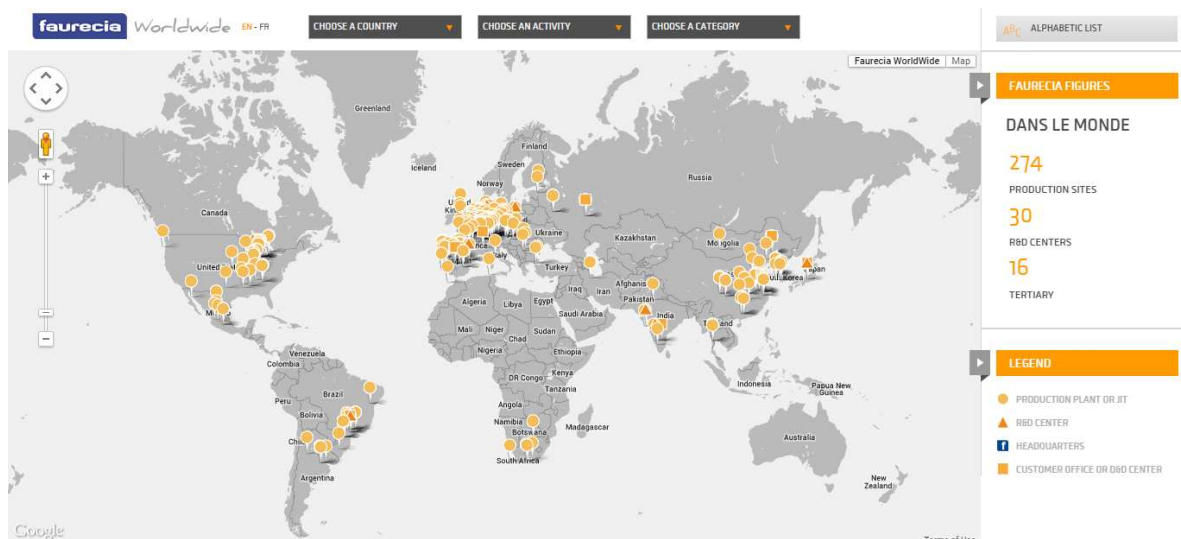 faurecia Worldwide EN - FR
CHOOSE A COUNTRY
CHOOSE AN ACTIVITY
CHOOSE A CATEGORY
ABC ALPHABETIC LIST
Faurecia WorldWide
Map
FAURECIA FIGURES
DANS LE MONDE
274
PRODUCTION SITES
30
R&D CENTERS
16
TERTIARY
LEGEND
PRODUCTION PLANT OR JIT
R&D CENTER
f HEADQUARTERS
CUSTOMER OFFICE OR D&D CENTER
Greenland
Iceland
Finland
Sweden
Norway
Russia
Canada
Ukraine
Kazakhstan
Mongolia
Turkey
Iraq
Iran
Pakistan
India
Algeria
Libya
Egypt
Saudi Arabia
Mali
Niger
Chad
Sudan
Nigeria
Ethiopia
Venezuela
Colombia
DR Congo
Kenya
Tanzania
Indonesia
Papua New
Guinea
Peru
Brazil
Bolivia
Angola
Namibia
Botswana
Madagascar
Australia
South Africa
Argentina
New
Zealand
Google